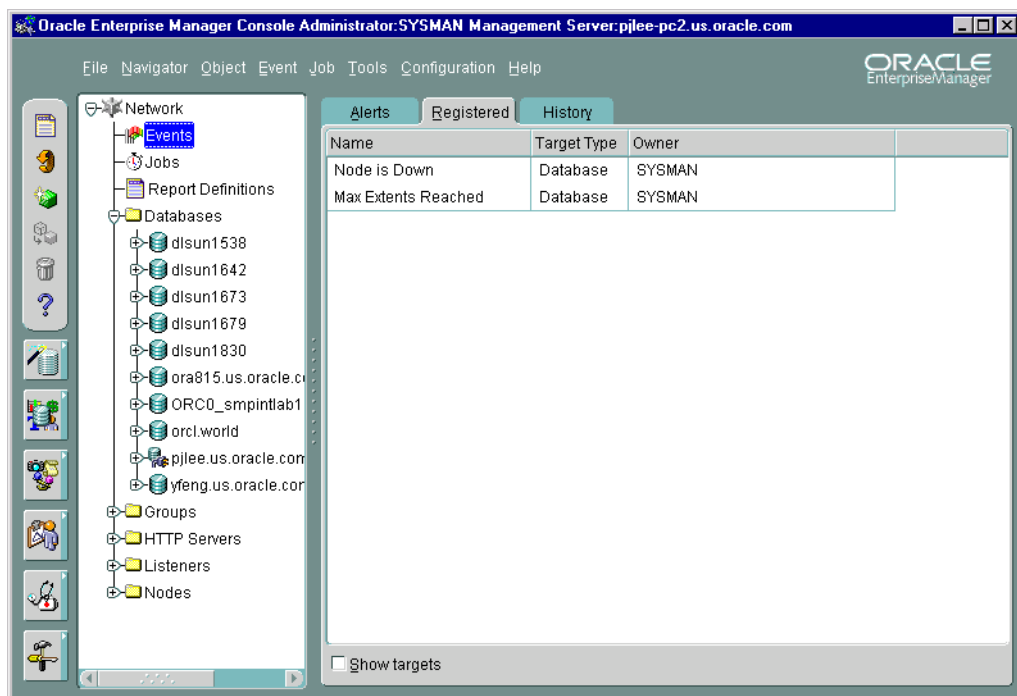 Oracle Enterprise Manager Console Administrator:SYSMAN Management Server:pjlee-pc2.us.oracle.com
File Navigator Object Event Job Tools Configuration Help
ORACLE
EnterpriseManager
Network
Events
Jobs
Report Definitions
Databases
dlsun1538
dlsun1642
dlsun1673
dlsun1679
dlsun1830
ora815.us.oracle.c
ORC0_smpintlab1
orcl.world
pjlee.us.oracle.com
yfeng.us.oracle.cor
Groups
HTTP Servers
Listeners
Nodes
Alerts Registered History
Name Target Type Owner
Node is Down Database SYSMAN
Max Extents Reached Database SYSMAN
Show targets